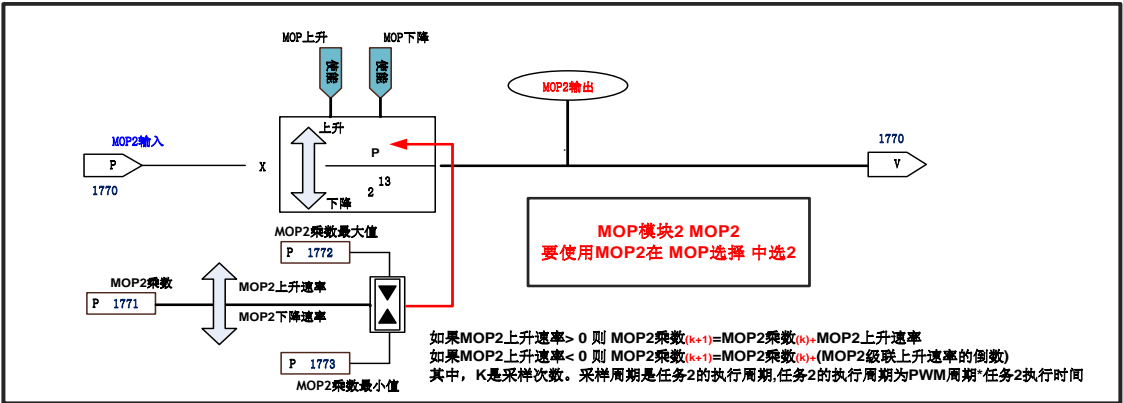 MOP上升
MOP下降
使能
使能
MOP2输出
上升
MOP2输入
P
1770
X
P
2 13
下降
1770
V
MOP模块2 MOP2
要使用MOP2在 MOP选择 中选2
MOP2乘数最大值
P 1772
MOP2乘数
P 1771
MOP2上升速率
MOP2下降速率
P 1773
MOP2乘数最小值
如果MOP2上升速率> 0 则 MOP2乘数(k+1)=MOP2乘数(k)+MOP2上升速率
如果MOP2上升速率< 0 则 MOP2乘数(k+1)=MOP2乘数(k)+(MOP2级联上升速率的倒数)
其中，K是采样次数。采样周期是任务2的执行周期,任务2的执行周期为PWM周期*任务2执行时间